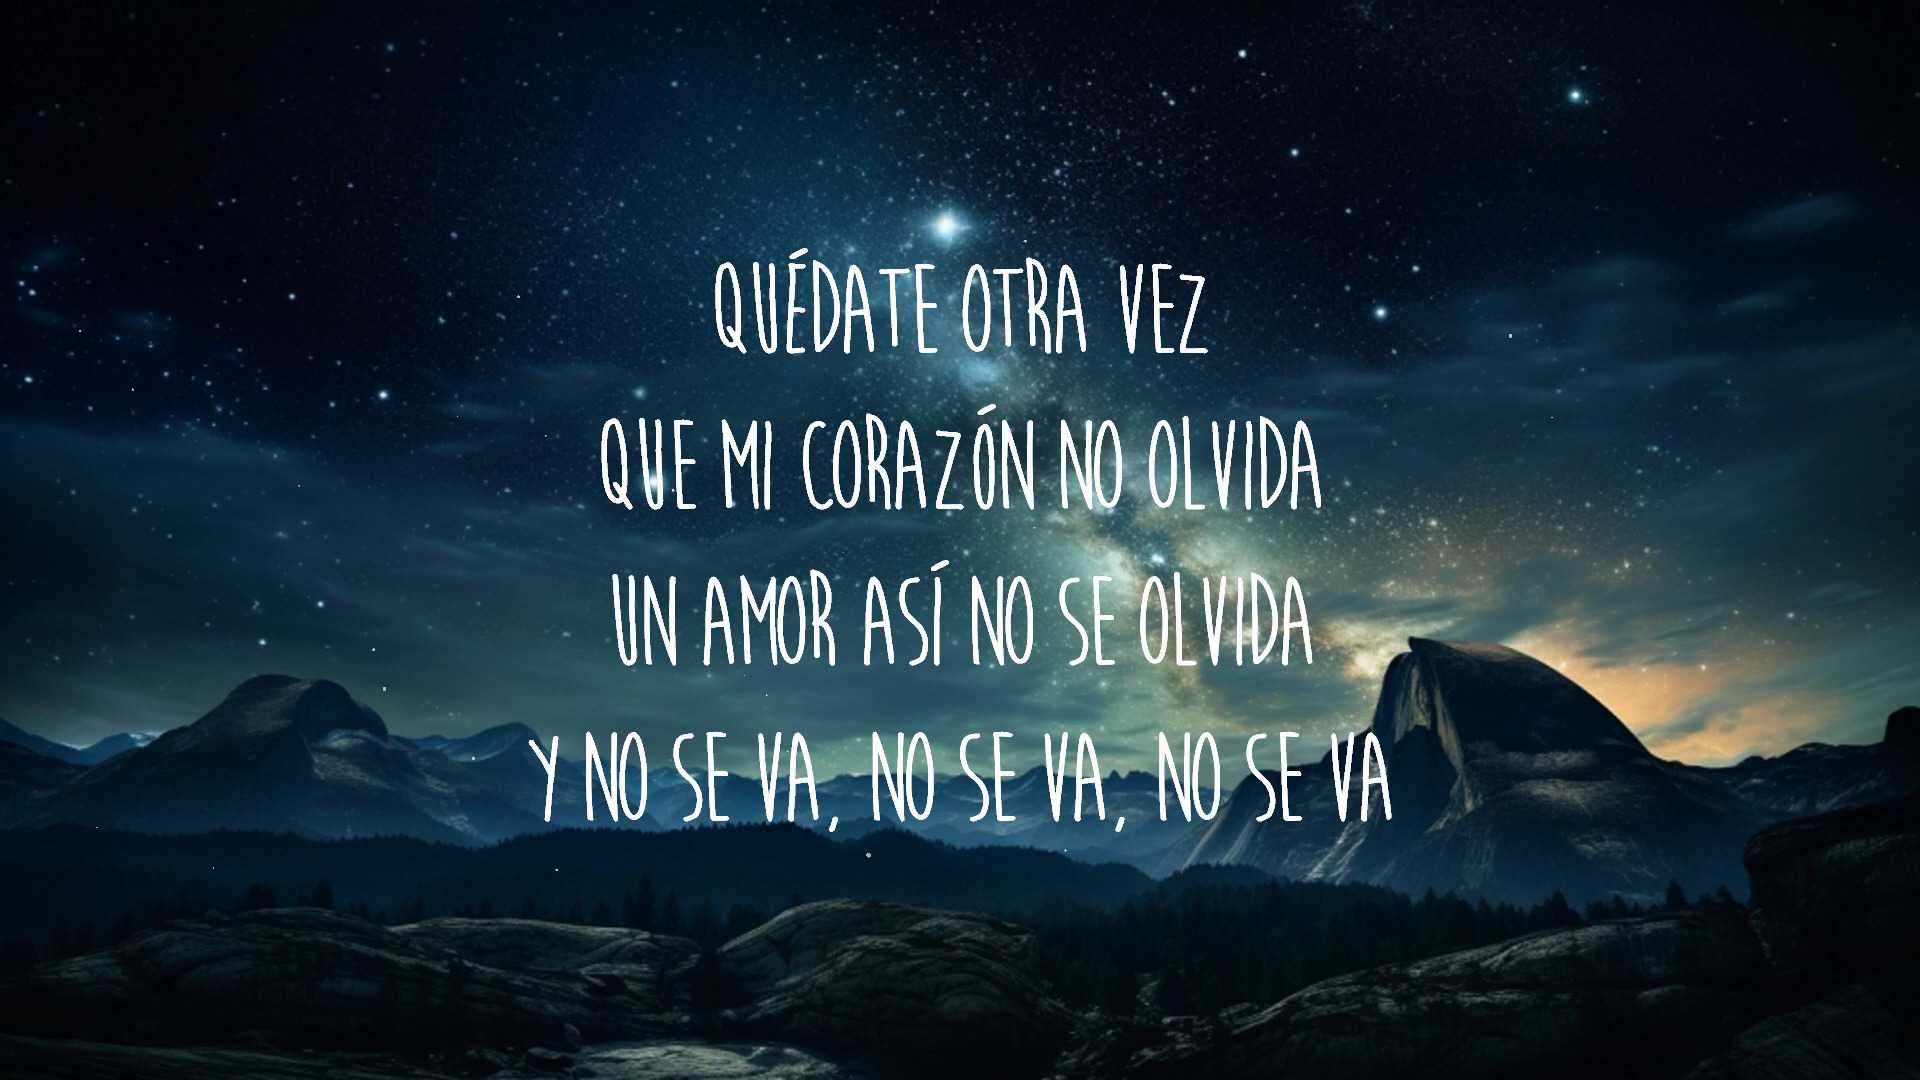 QUÉDATE OTRA VEZ
QUE MI CORAZÓN NO OLVIDA
UN AMOR ASÍ NO SE OLVIDA
Y NO SE VA, NO SE VA, NO SE VA